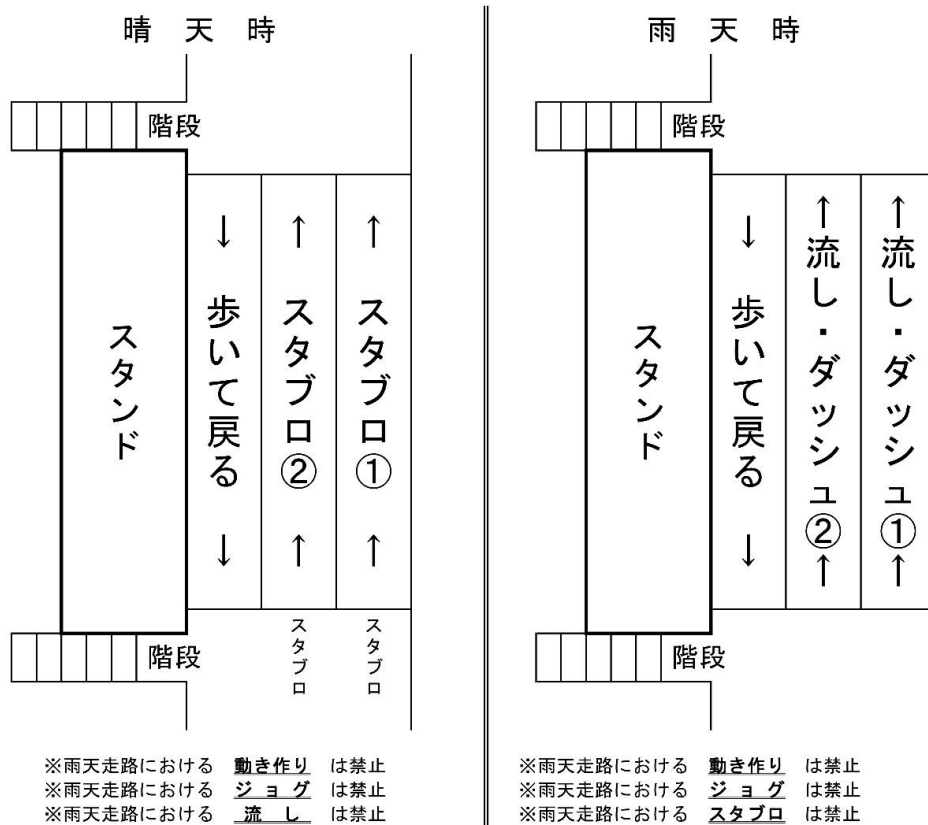 晴天時
階段
スタンド
↓歩いて戻る↓
↑スタブロ②↑
↑スタブロ①↑
スタブロ
スタブロ
階段
※雨天走路における 動き作り は禁止
※雨天走路における ジョグ は禁止
※雨天走路における 流し は禁止
雨天時
階段
スタンド
↓歩いて戻る↓
↑流し・ダッシュ②↑
↑流し・ダッシュ①↑
階段
※雨天走路における 動き作り は禁止
※雨天走路における ジョグ は禁止
※雨天走路における スタブロ は禁止